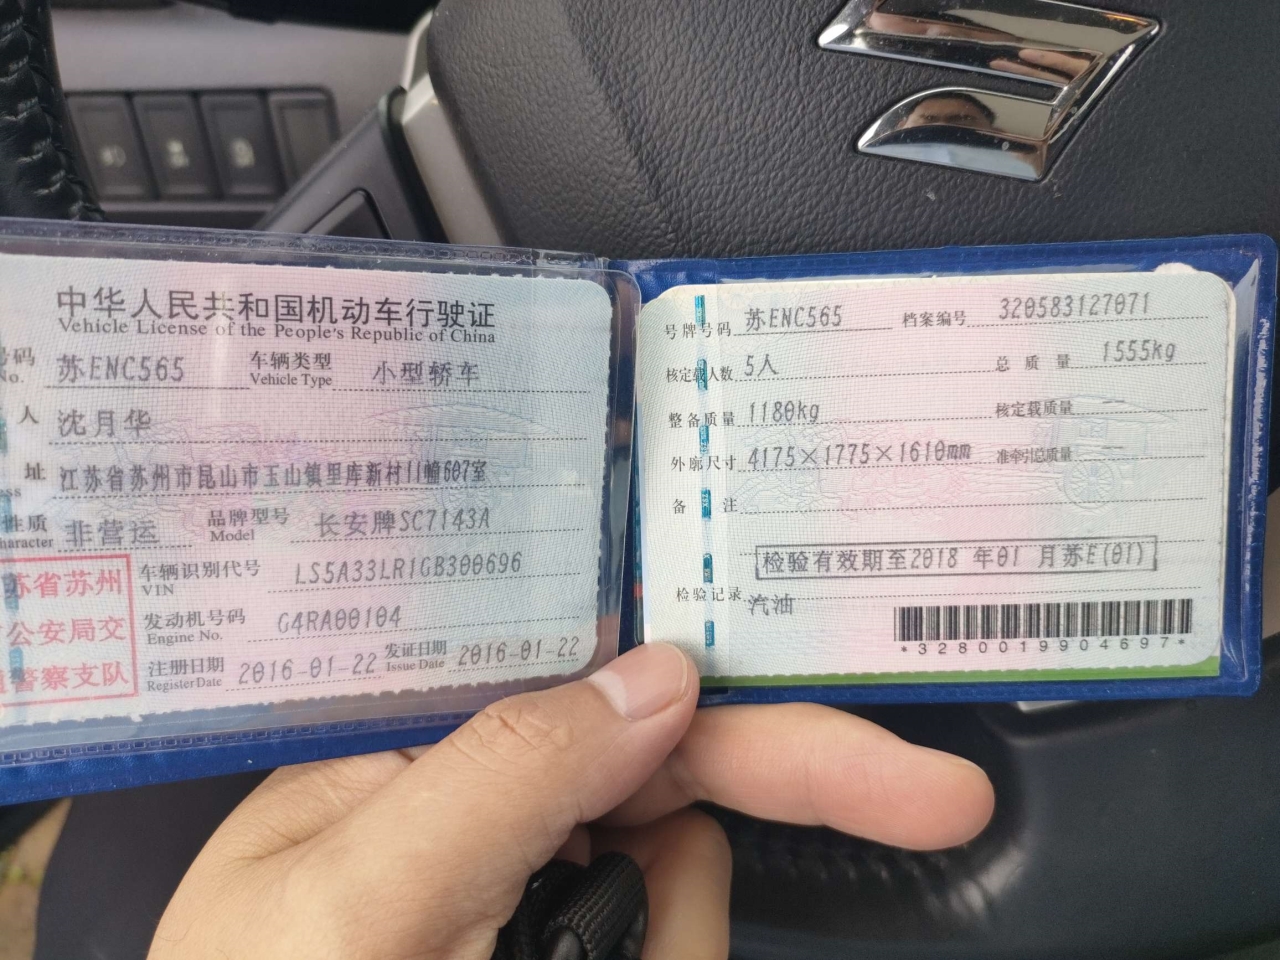 中华人民共和国机动车行驶证
Vehicle License of the People's Republic of China
号码 苏ENC565 车辆类型 小型轿车
No. Vehicle Type
人 沈月华
址 江苏省苏州市昆山市玉山镇里库新村11幢607室
ess
性质 非营运 品牌型号 长安牌SC7143A
haracter Model
苏省苏州
公安局交
警察支队
车辆识别代号 LS5A33LR1GB300696
VIN
发动机号码 G4RA00104
Engine No.
注册日期 2016-01-22 发证日期 2016-01-22
Register Date Issue Date
号牌号码 苏ENC565 档案编号 320583127071
核定载人数 5人 总质量 1555kg
整备质量 1180kg 核定载质量 —
外廓尺寸 4175×1775×1610mm 准牵引总质量 —
备注
检验有效期至2018 年01 月苏E(01)
检验记录 汽油
*3280019904697*